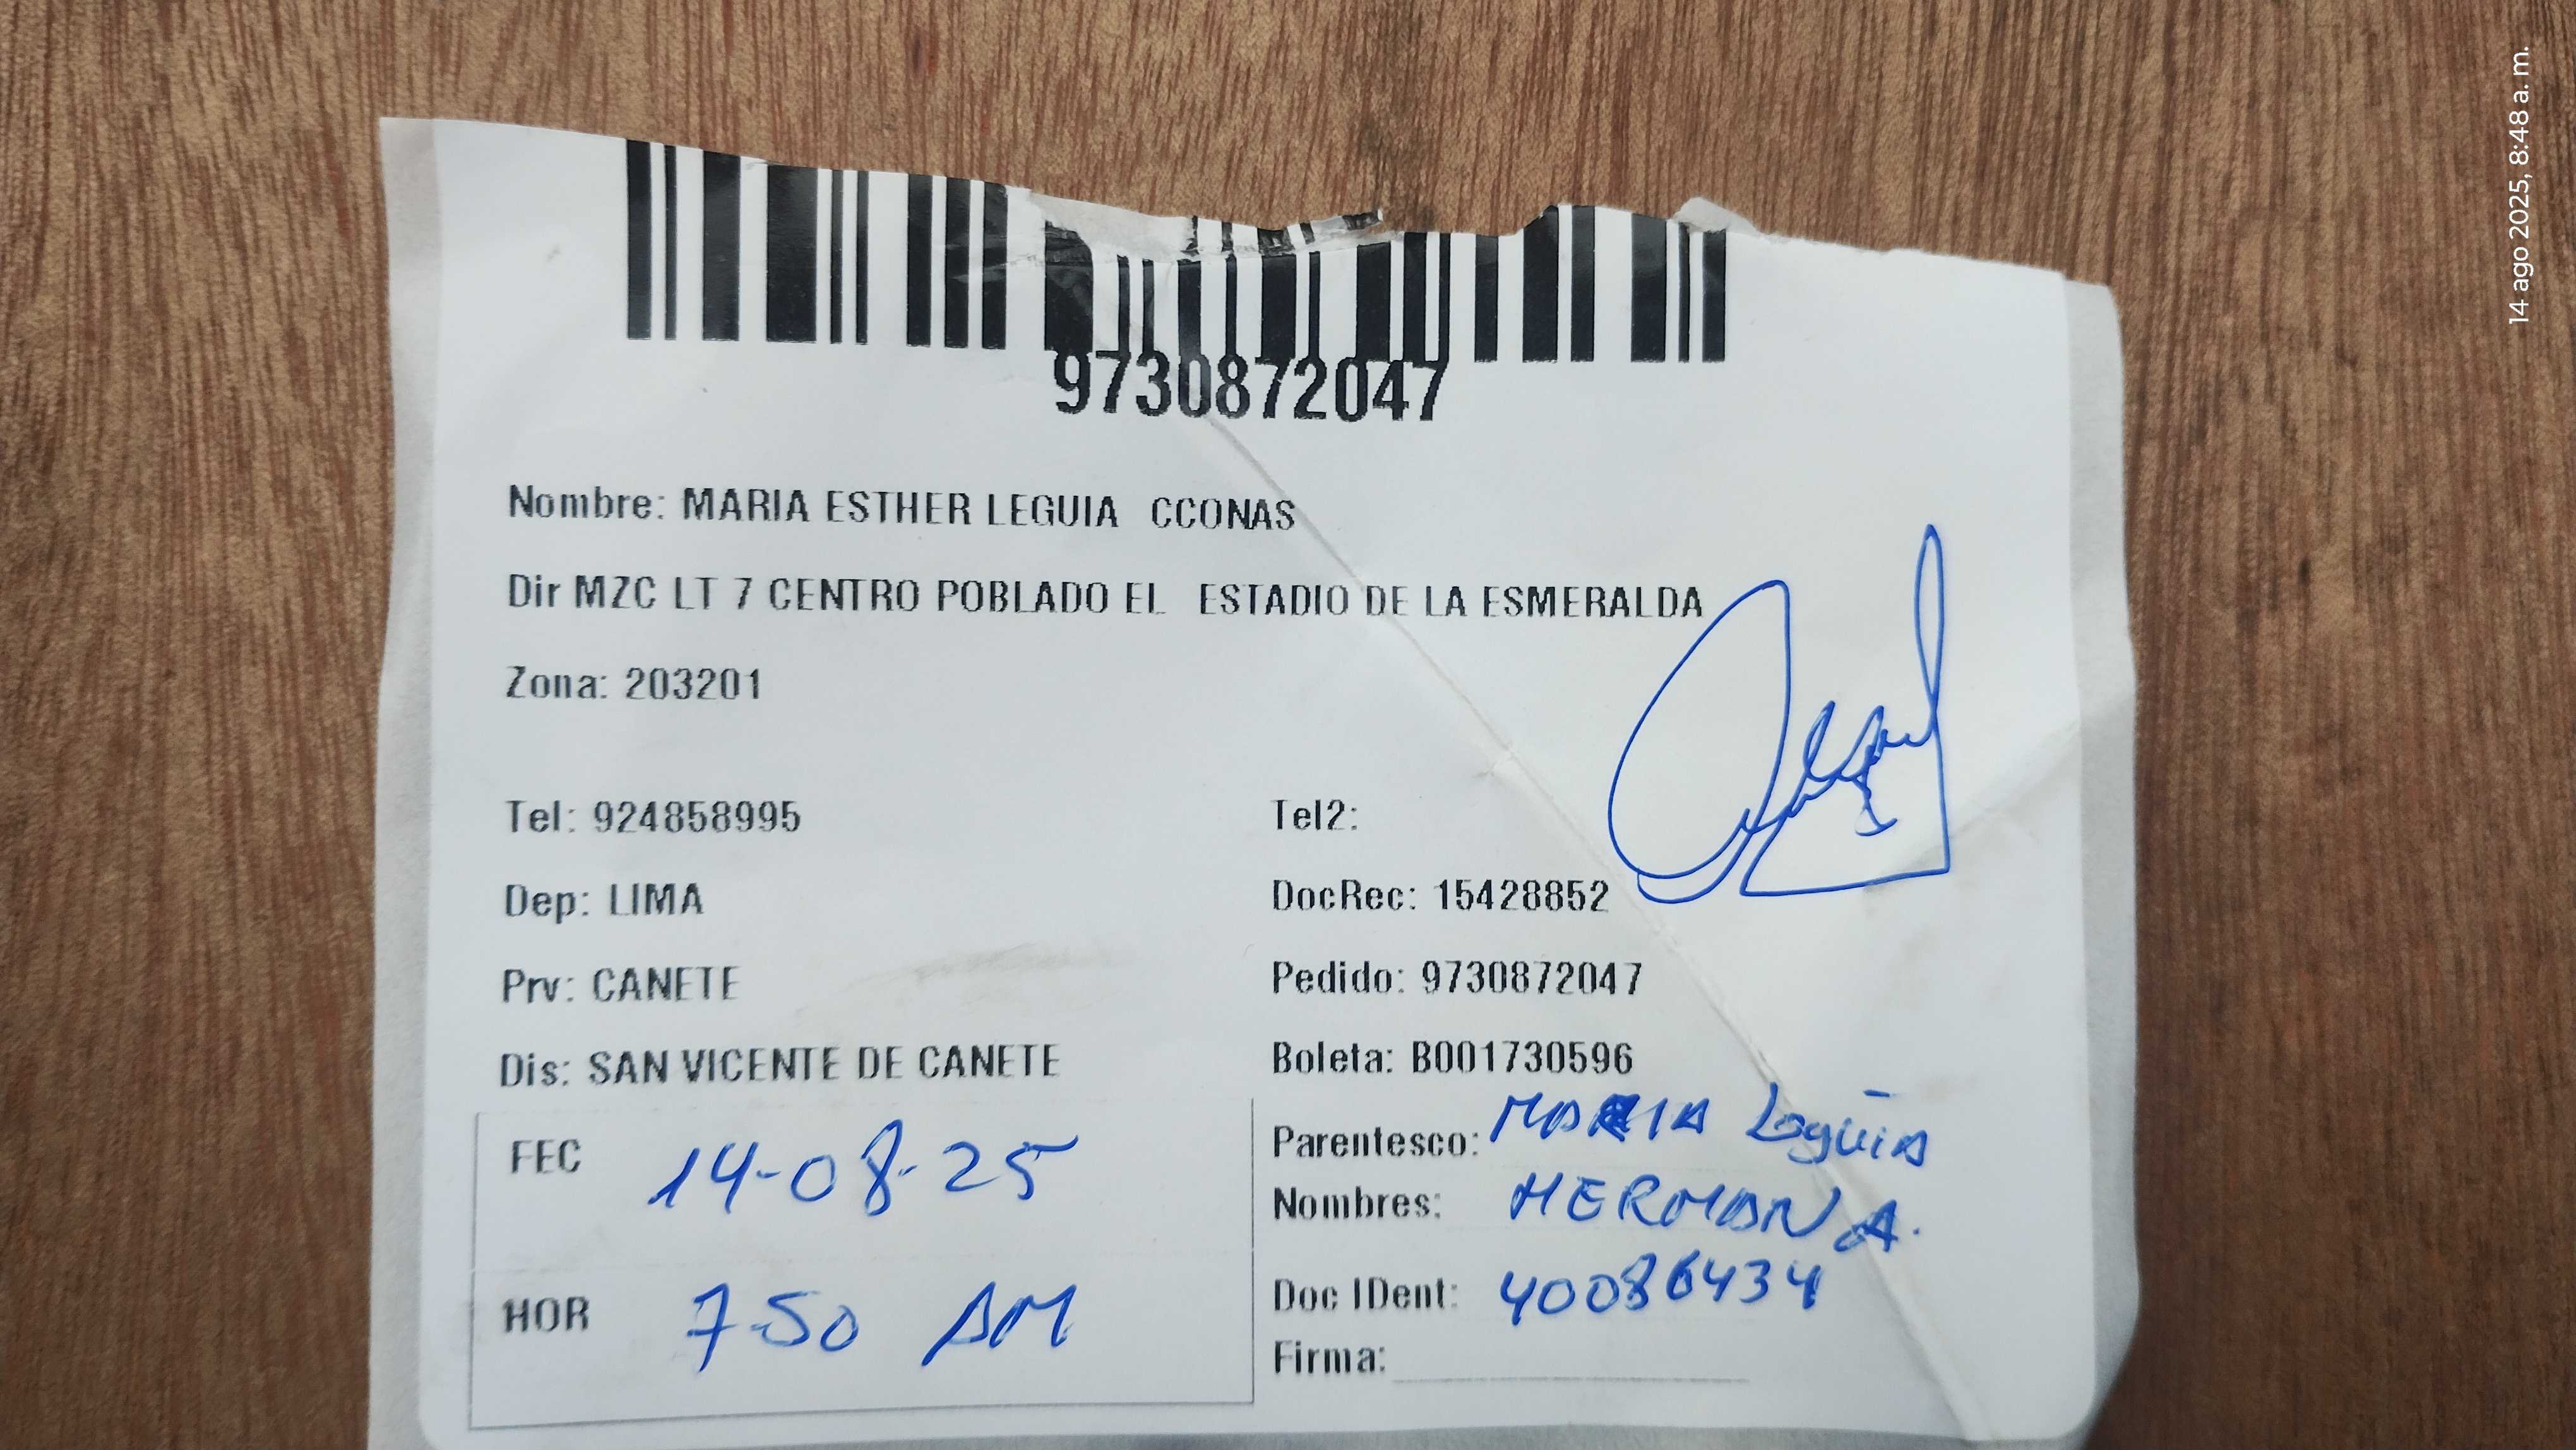 14 ago 2025, 8:48 a. m.
9730872047
Nombre: MARIA ESTHER LEGUIA CCONAS
Dir MZC LT 7 CENTRO POBLADO EL ESTADIO DE LA ESMERALDA
Zona: 203201
Tel: 924858995 Tel2:
Dep: LIMA DocRec: 15428852
Prv: CANETE Pedido: 9730872047
Dis: SAN VICENTE DE CANETE Boleta: B001730596
FEC 14-08-25
Parentesco: MARIA Leguia
Nombres: HERMAN A.
HOR 7-50 AM
Doc IDent: 40086434
Firma: